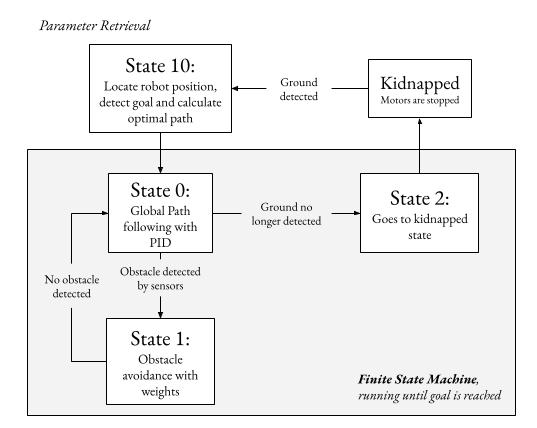 Parameter Retrieval
State 10:
Locate robot position,
detect goal and calculate
optimal path
Ground
detected
Kidnapped
Motors are stopped
State 0:
Global Path
following with
PID
Ground no
longer detected
State 2:
Goes to kidnapped
state
No obstacle
detected
Obstacle detected
by sensors
State 1:
Obstacle
avoidance with
weights
Finite State Machine,
running until goal is reached